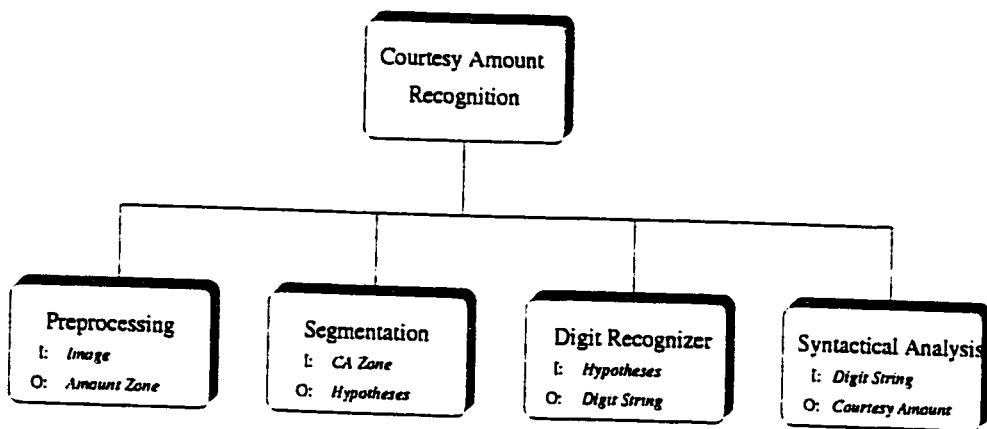 Courtesy Amount
Recognition
Preprocessing
I: Image
O: Amount Zone
Segmentation
I: CA Zone
O: Hypotheses
Digit Recognizer
I: Hypotheses
O: Digit String
Syntactical Analysis
I: Digit String
O: Courtesy Amount